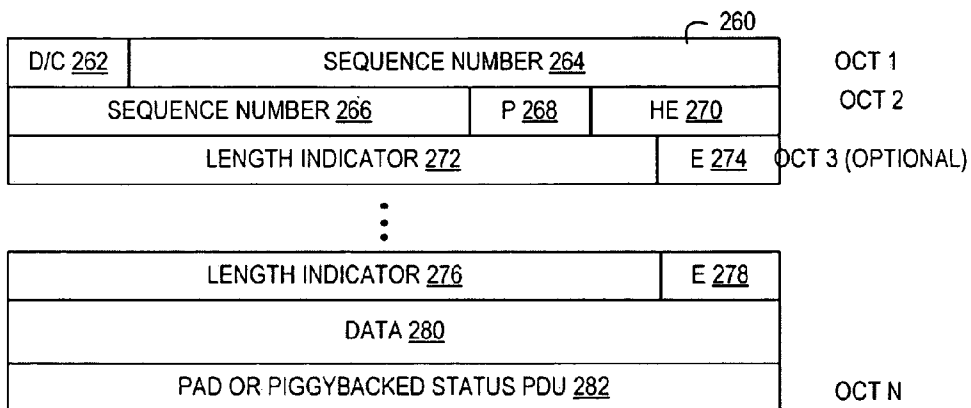 260
D/C 262 SEQUENCE NUMBER 264 OCT 1
SEQUENCE NUMBER 266 P 268 HE 270 OCT 2
LENGTH INDICATOR 272 E 274 OCT 3 (OPTIONAL)
LENGTH INDICATOR 276 E 278
DATA 280
PAD OR PIGGYBACKED STATUS PDU 282 OCT N